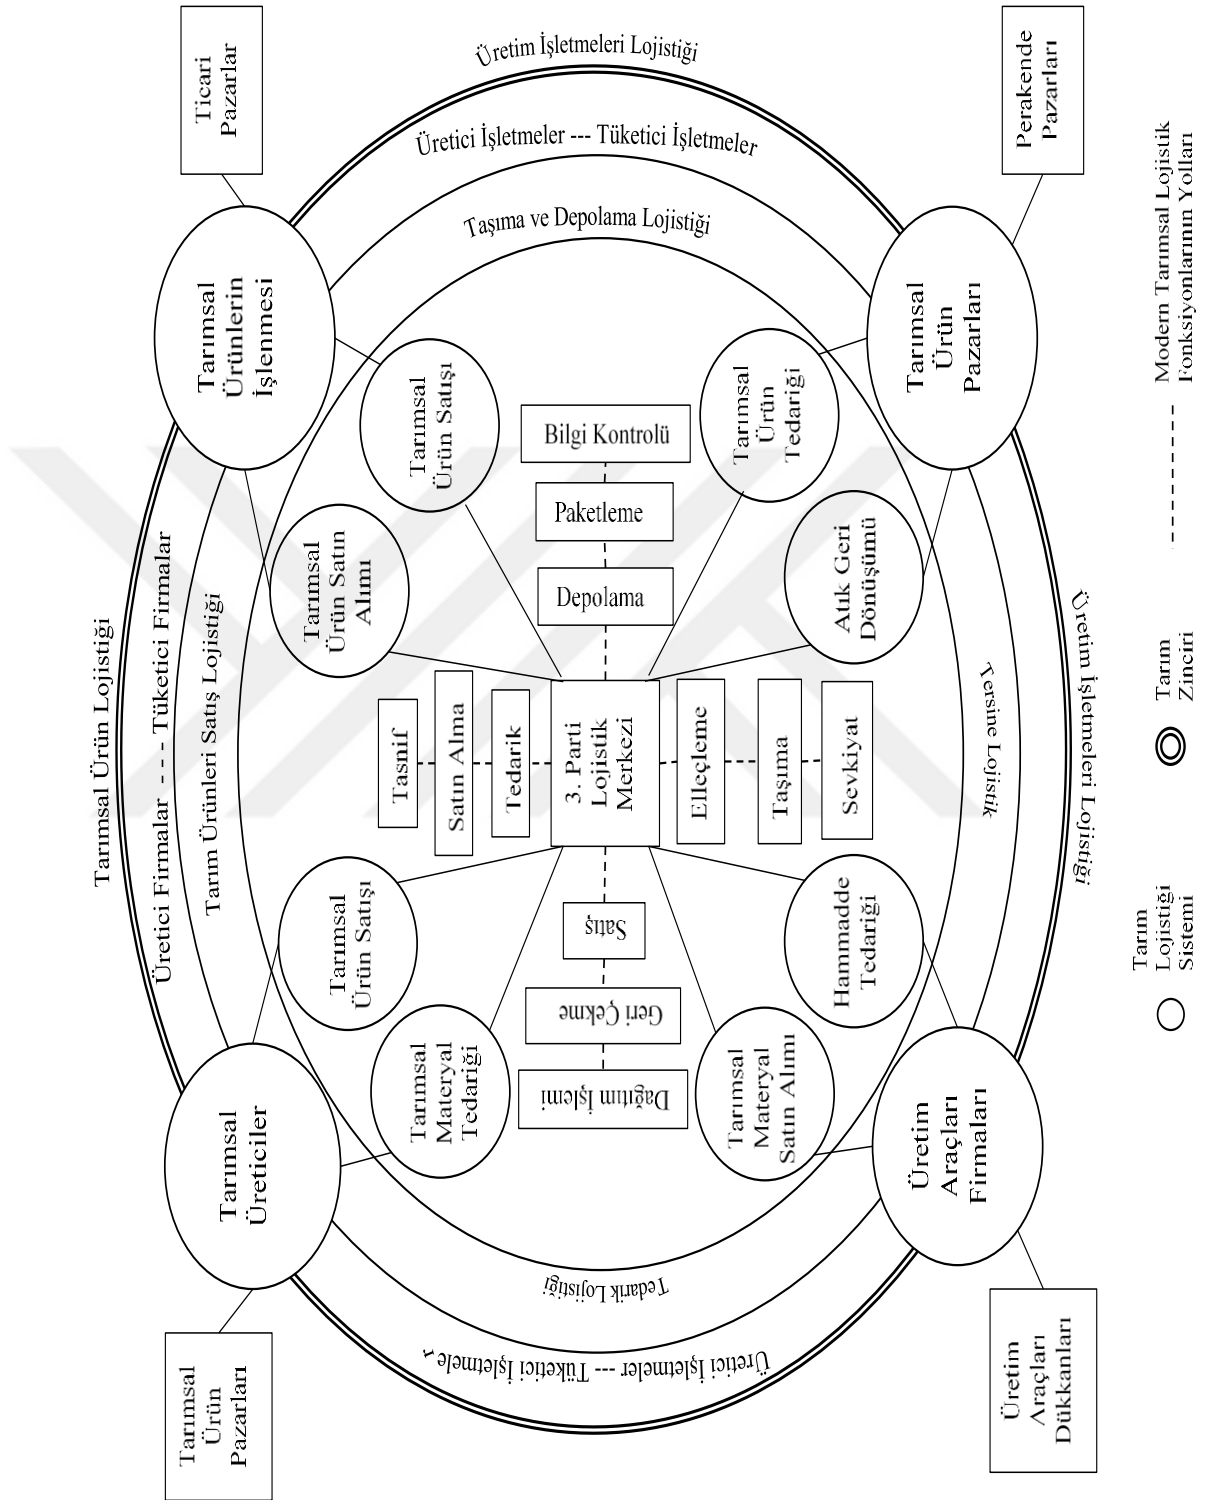 Üretim İşletmeleri Lojistiği
Ticari
Pazarlar
Perakende
Pazarları
Üretici İşletmeler --- Tüketici İşletmeler
Taşıma ve Depolama Lojistiği
Tarımsal
Ürünlerin
İşlenmesi
Tarımsal
Ürün
Pazarları
Tarımsal
Ürün Satışı
Tarımsal
Ürün
Tedariği
Bilgi Kontrolü
Paketleme
Depolama
Tarımsal
Ürün Satın
Alımı
Atık Geri
Dönüşümü
Tarımsal Ürün Lojistiği
Üretici Firmalar - - - - Tüketici Firmalar
Tarım Ürünleri Satış Lojistiği
Tasnif
Satın Alma
Tedarik
3. Parti
Lojistik
Merkezi
Elleçleme
Taşıma
Sevkiyat
Tersine Lojistik
Üretim İşletmeleri Lojistiği
Tarımsal
Ürün Satışı
Tarımsal
Materyal
Tedariği
Satış
Geri Çekme
Dağıtım İşlemi
Hammadde
Tedariği
Tarımsal
Materyal
Satın Alımı
Tarımsal
Üreticiler
Üretim
Araçları
Firmaları
Tedarik Lojistiği
Üretici İşletmeler --- Tüketici İşletmeler
Tarımsal
Ürün
Pazarları
Üretim
Araçları
Dükkanları
Tarım
Lojistiği
Sistemi
Tarım
Zinciri
Modern Tarımsal Lojistik
Fonksiyonlarının Yolları